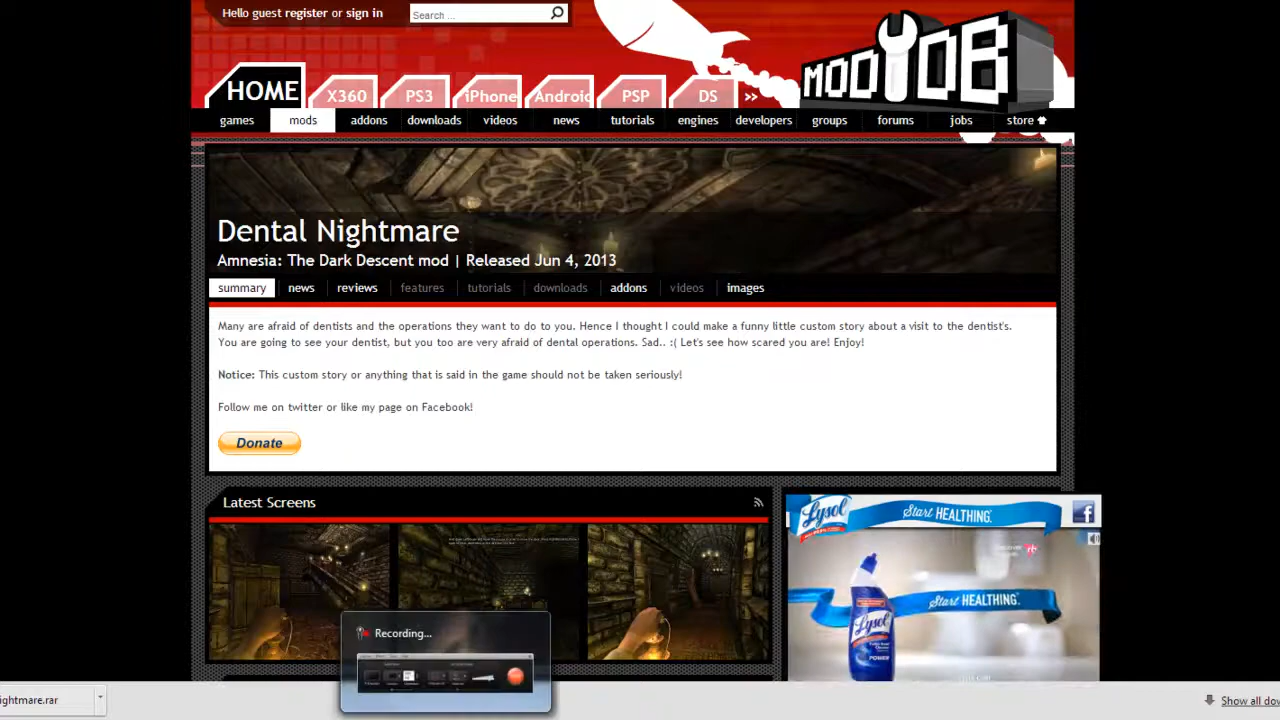 Hello guest register or sign in
Search ...
MODDB
HOME X360 PS3 iPhone Android PSP DS »
games mods addons downloads videos news tutorials engines developers groups forums jobs store
Dental Nightmare
Amnesia: The Dark Descent mod | Released Jun 4, 2013
summary news reviews features tutorials downloads addons videos images
Many are afraid of dentists and the operations they want to do to you. Hence I thought I could make a funny little custom story about a visit to the dentist's.
You are going to see your dentist, but you too are very afraid of dental operations. Sad.. :( Let's see how scared you are! Enjoy!
Notice: This custom story or anything that is said in the game should not be taken seriously!
Follow me on twitter or like my page on Facebook!
Donate
Latest Screens
Lysol Start HEALTHING. f
Start HEALTHING.
Lysol
POWER
Recording...
ightmare.rar
Show all dow